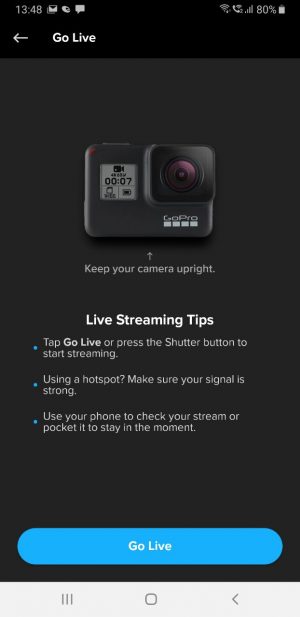 13:48 80%
Go Live
00:07
GoPro
Keep your camera upright.
Live Streaming Tips
Tap Go Live or press the Shutter button to
start streaming.
Using a hotspot? Make sure your signal is
strong.
Use your phone to check your stream or
pocket it to stay in the moment.
Go Live